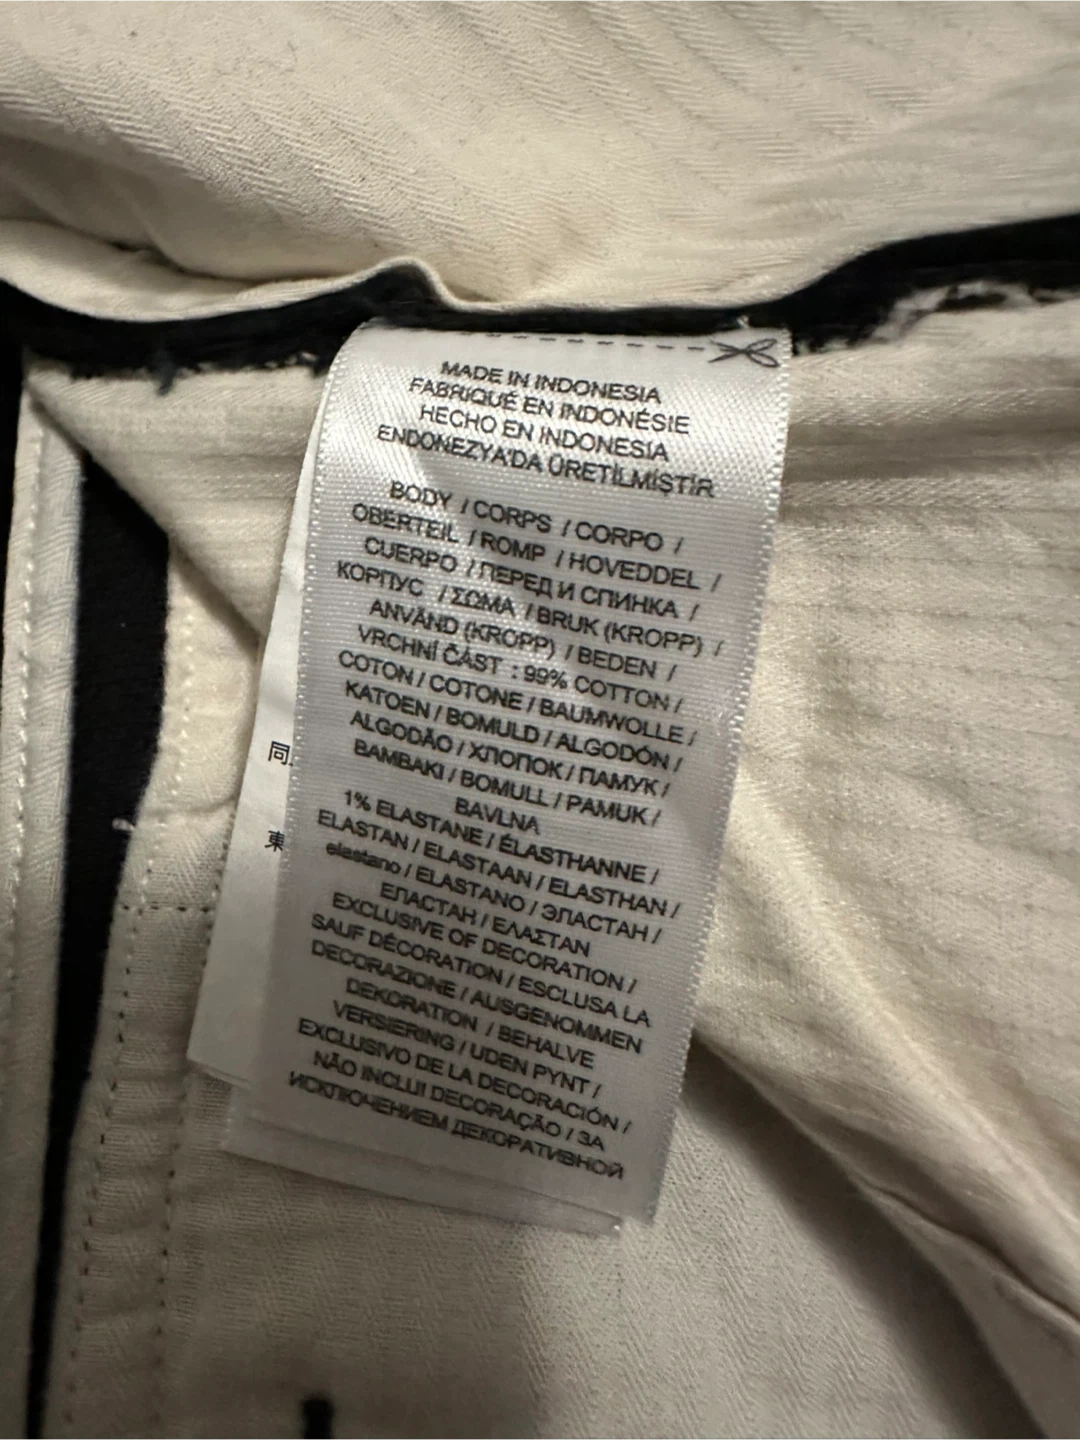 MADE IN INDONESIA
FABRIQUÉ EN INDONÉSIE
HECHO EN INDONESIA
ENDONEZYA'DA ÜRETİLMİŞTİR
BODY / CORPS / CORPO /
OBERTEIL / ROMP / HOVEDDEL /
CUERPO / ПЕРЕД И СПИНКА /
КОРПУС / ΣΩΜΑ / BRUK (KROPP) /
ANVÄND (KROPP) / BEDEN /
VRCHNÍ ČÁST : 99% COTTON /
COTON / COTONE / BAUMWOLLE /
KATOEN / BOMULD / ALGODÓN /
ALGODÃO / ХЛОПОК / ПАМУК /
BAMBAKI / BOMULL / PAMUK /
BAVLNA
1% ELASTANE / ÉLASTHANNE /
ELASTAN / ELASTAAN / ELASTHAN /
elastano / ELASTANO / ЭЛАСТАН /
ЕЛАСТАН / ΕΛΑΣΤΑΝ
EXCLUSIVE OF DECORATION /
SAUF DÉCORATION / ESCLUSA LA
DECORAZIONE / AUSGENOMMEN
DEKORATION / BEHALVE
VERSIERING / UDEN PYNT /
EXCLUSIVO DE LA DECORACIÓN /
NÃO INCLUI DECORAÇÃO / ЗА
ИСКЛЮЧЕНИЕМ ДЕКОРАТИВНОЙ
同
東